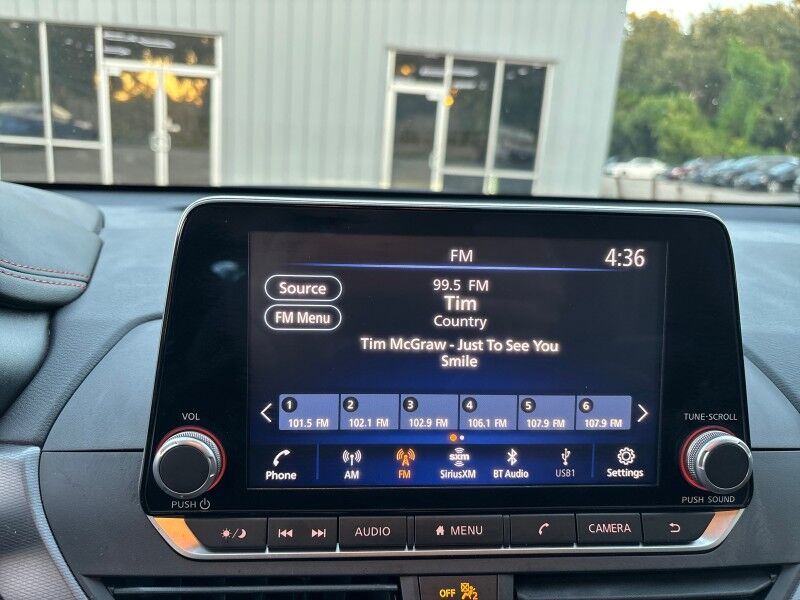 FM
4:36
Source
99.5 FM
FM Menu
Tim
Country
Tim McGraw - Just To See You
Smile
1 2 3 4 5 6
101.5 FM 102.1 FM 102.9 FM 106.1 FM 107.9 FM 107.9 FM
Phone AM FM sxm SiriusXM BT Audio USB1 Settings
VOL
TUNE·SCROLL
PUSH
PUSH SOUND
AUDIO MENU CAMERA
OFF 2